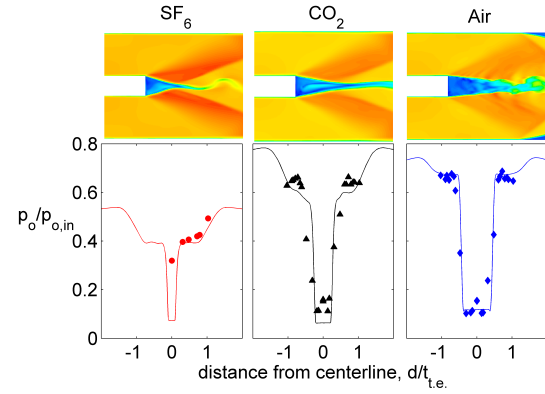 SF6 CO2 Air
0.8
0.6
po/po,in
0.4
0.2
0
-1 0 1 -1 0 1 -1 0 1
distance from centerline, d/tt.e.